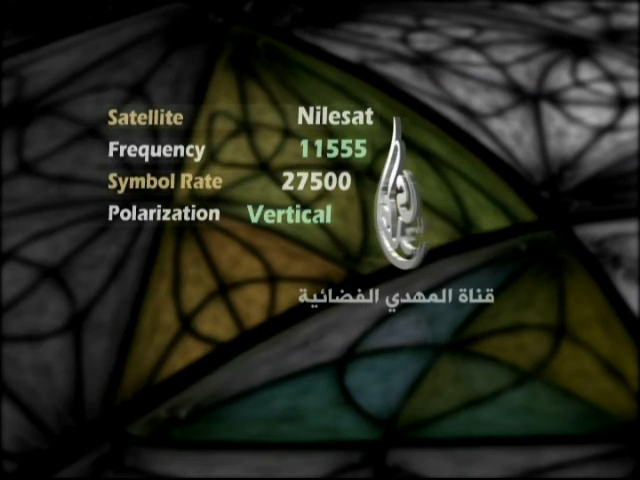 Satellite Nilesat
Frequency 11555
Symbol Rate 27500
Polarization Vertical
قناة المهدي الفضائية